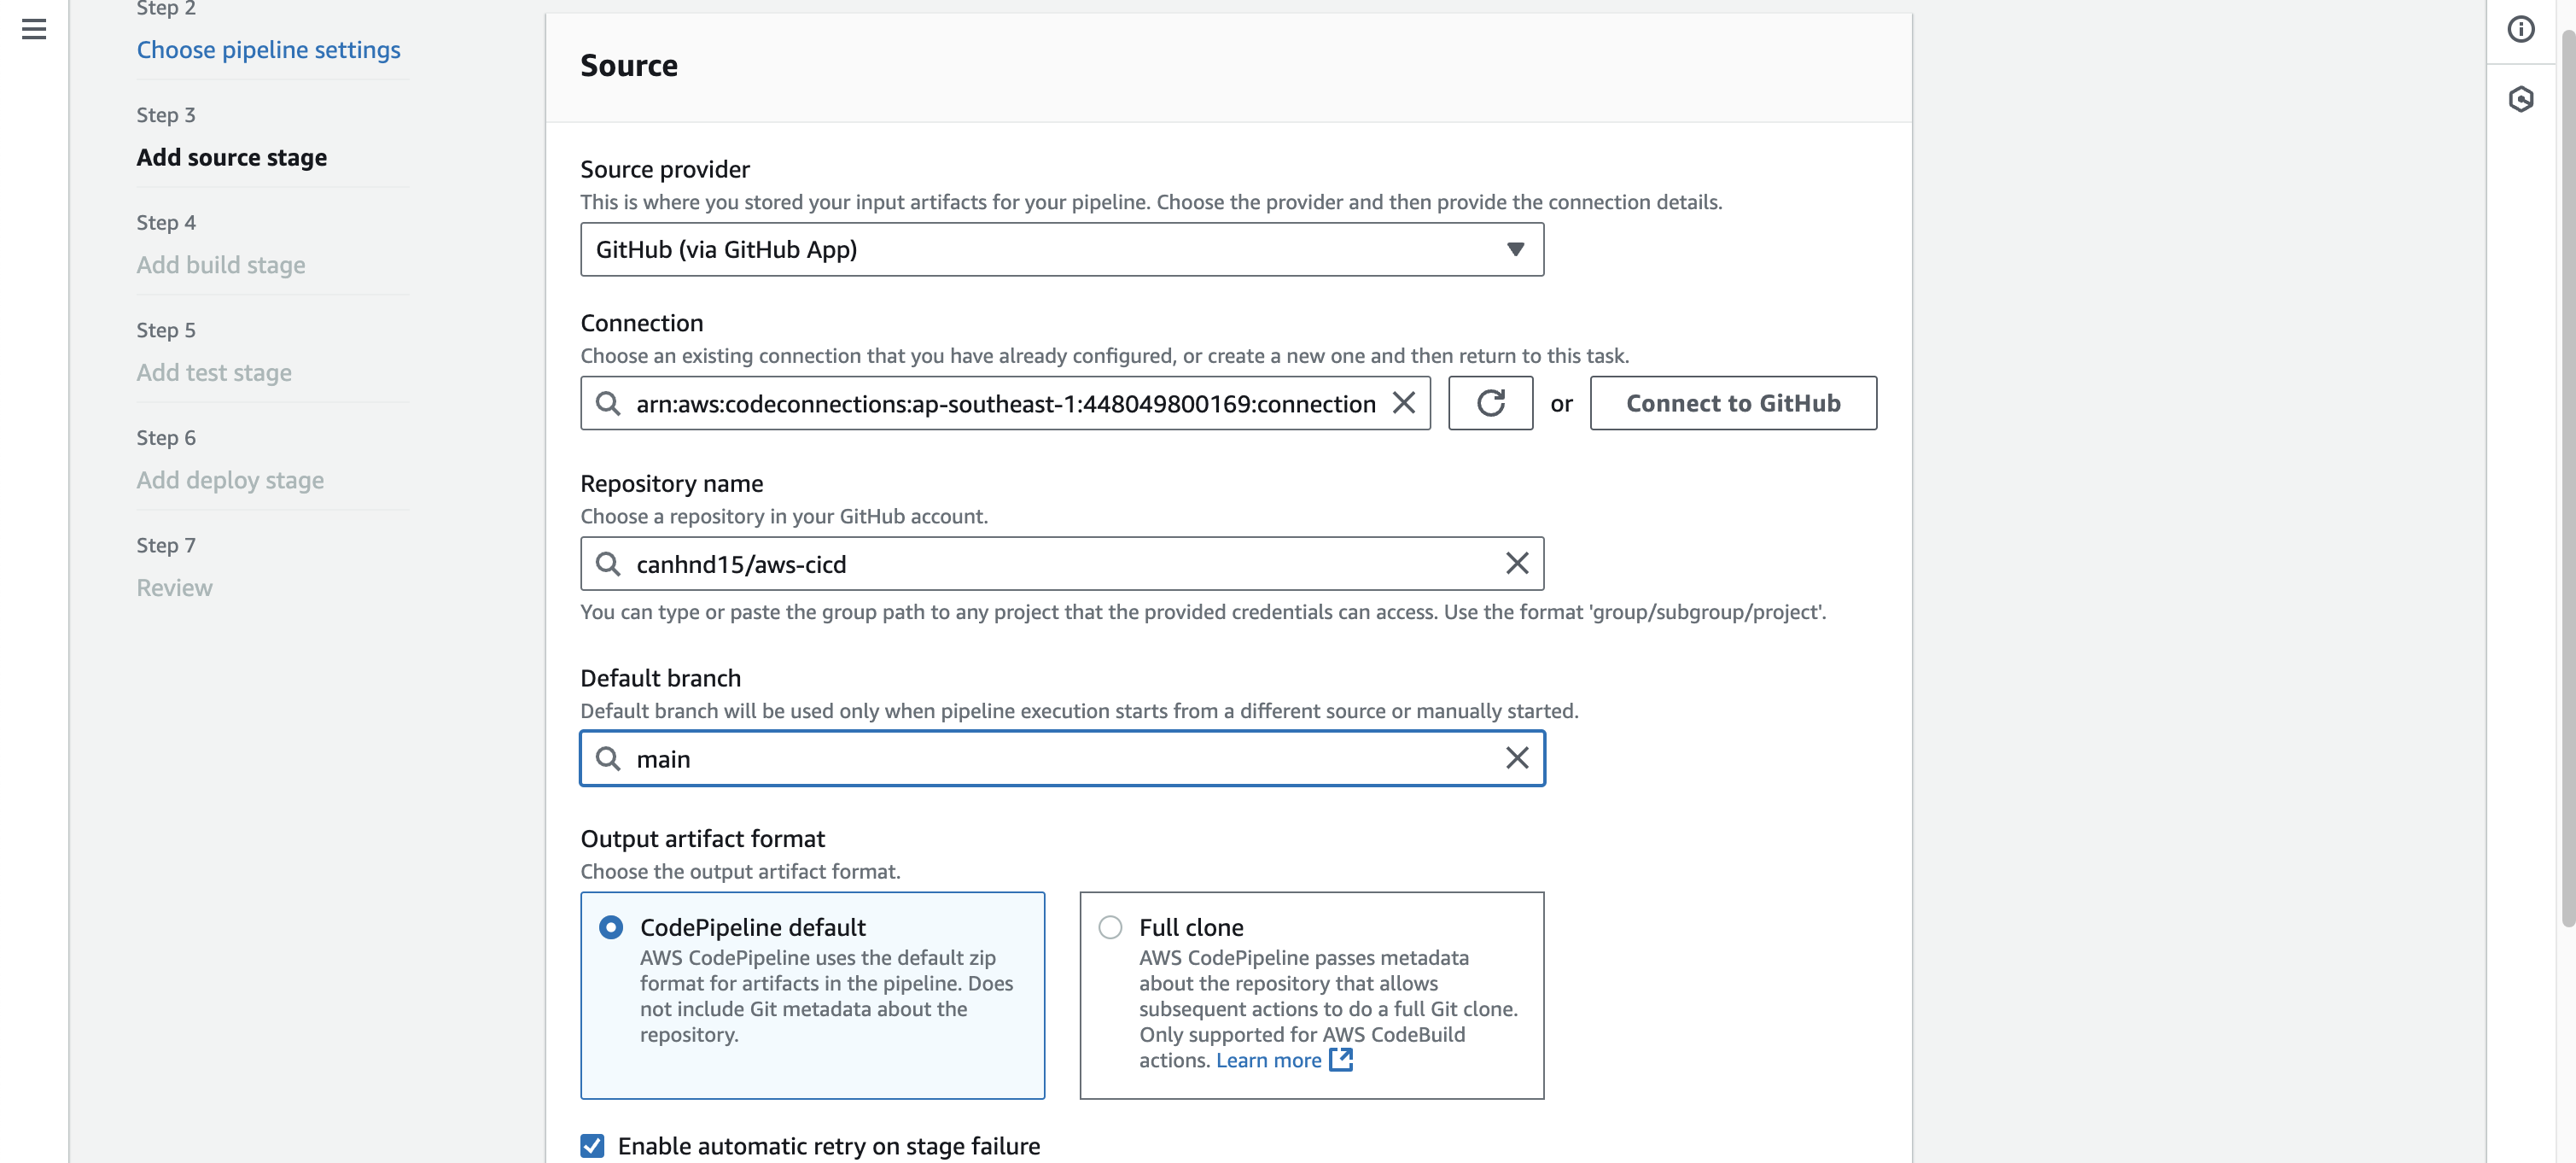 Step 2
Choose pipeline settings
Step 3
Add source stage
Step 4
Add build stage
Step 5
Add test stage
Step 6
Add deploy stage
Step 7
Review
Source
Source provider
This is where you stored your input artifacts for your pipeline. Choose the provider and then provide the connection details.
GitHub (via GitHub App)
Connection
Choose an existing connection that you have already configured, or create a new one and then return to this task.
arn:aws:codeconnections:ap-southeast-1:448049800169:connection
or
Connect to GitHub
Repository name
Choose a repository in your GitHub account.
canhnd15/aws-cicd
You can type or paste the group path to any project that the provided credentials can access. Use the format 'group/subgroup/project'.
Default branch
Default branch will be used only when pipeline execution starts from a different source or manually started.
main
Output artifact format
Choose the output artifact format.
CodePipeline default
AWS CodePipeline uses the default zip
format for artifacts in the pipeline. Does
not include Git metadata about the
repository.
Full clone
AWS CodePipeline passes metadata
about the repository that allows
subsequent actions to do a full Git clone.
Only supported for AWS CodeBuild
actions. Learn more
Enable automatic retry on stage failure